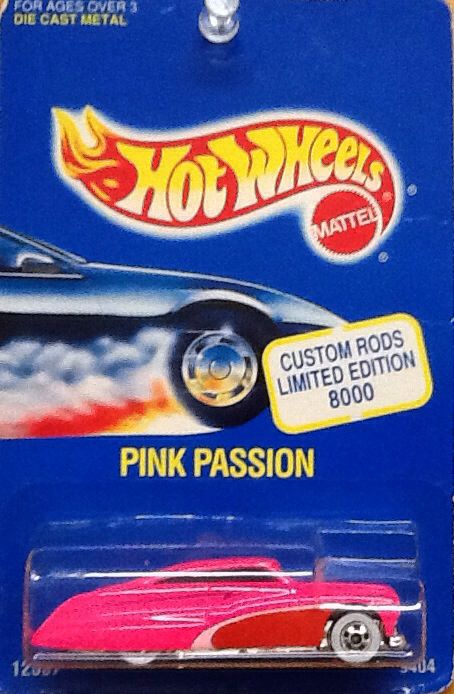 FOR AGES OVER 3
DIE CAST METAL
HOT WHEELS
®
MATTEL
®
CUSTOM RODS
LIMITED EDITION
8000
PINK PASSION